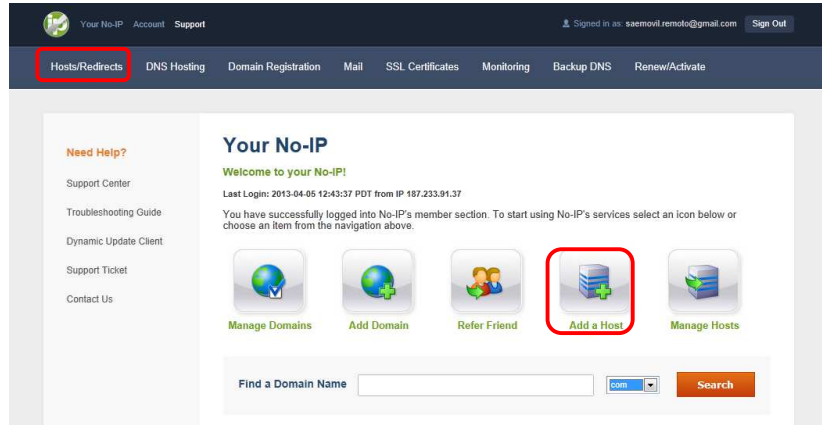 Your No-IP Account Support Signed in as: saemovil.remoto@gmail.com Sign Out
Hosts/Redirects DNS Hosting Domain Registration Mail SSL Certificates Monitoring Backup DNS Renew/Activate
Need Help?
Support Center
Troubleshooting Guide
Dynamic Update Client
Support Ticket
Contact Us
Your No-IP
Welcome to your No-IP!
Last Login: 2013-04-05 12:43:37 PDT from IP 187.233.91.37
You have successfully logged into No-IP's member section. To start using No-IP's services select an icon below or
choose an item from the navigation above.
Manage Domains Add Domain Refer Friend Add a Host Manage Hosts
Find a Domain Name com Search